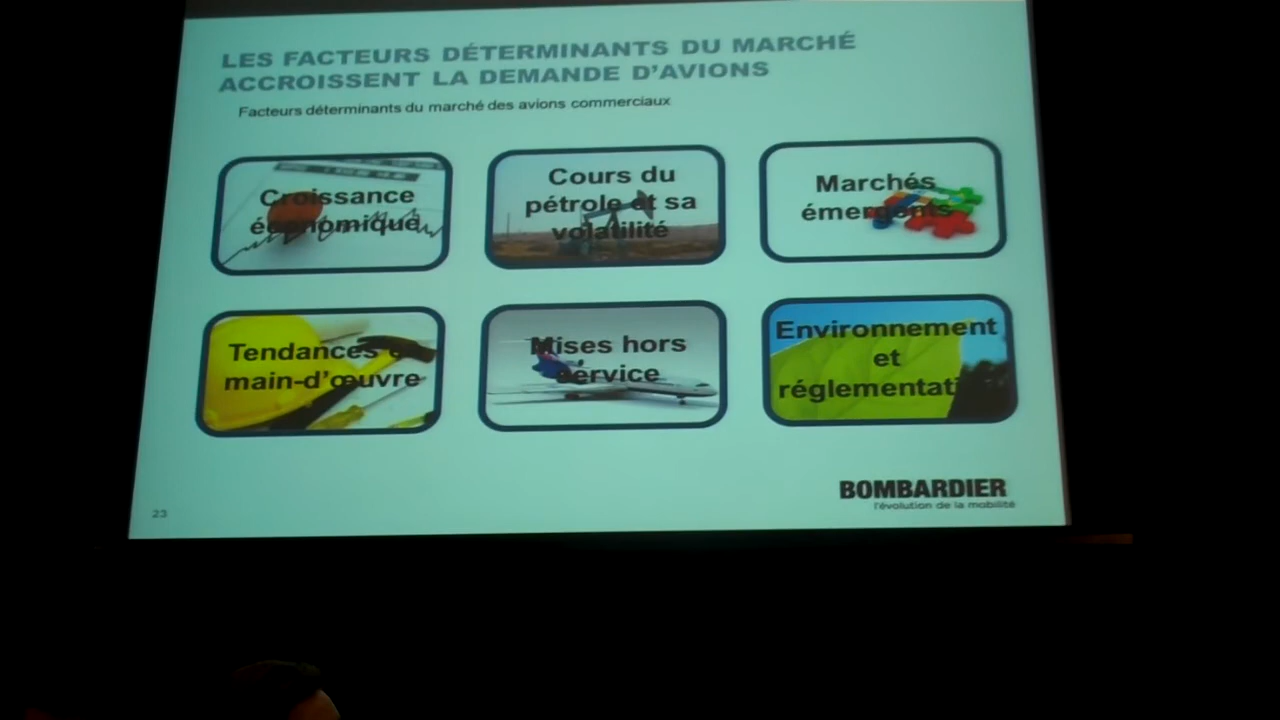 LES FACTEURS DÉTERMINANTS DU MARCHÉ
ACCROISSENT LA DEMANDE D'AVIONS
Facteurs déterminants du marché des avions commerciaux
Croissance
économique
Cours du
pétrole et sa
volatilité
Marchés
émergents
Tendances
main-d'œuvre
Mises hors
service
Environnement
et
réglementati
BOMBARDIER
l'évolution de la mobilité
23